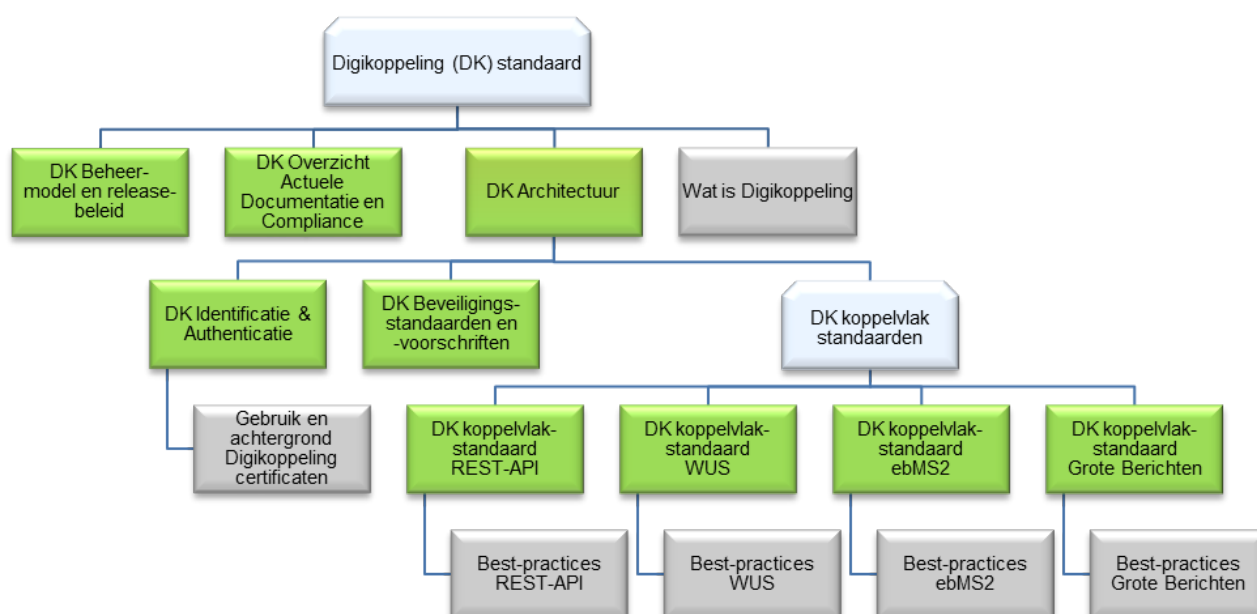 Digikoppeling (DK) standaard
DK Beheer-
model en release-
beleid
DK Overzicht
Actuele
Documentatie en
Compliance
DK Architectuur
Wat is Digikoppeling
DK Identificatie &
Authenticatie
DK Beveiligings-
standaarden en
-voorschriften
DK koppelvlak
standaarden
Gebruik en
achtergrond
Digikoppeling
certificaten
DK koppelvlak-
standaard
REST-API
DK koppelvlak-
standaard
WUS
DK koppelvlak-
standaard
ebMS2
DK koppelvlak-
standaard
Grote Berichten
Best-practices
REST-API
Best-practices
WUS
Best-practices
ebMS2
Best-practices
Grote Berichten